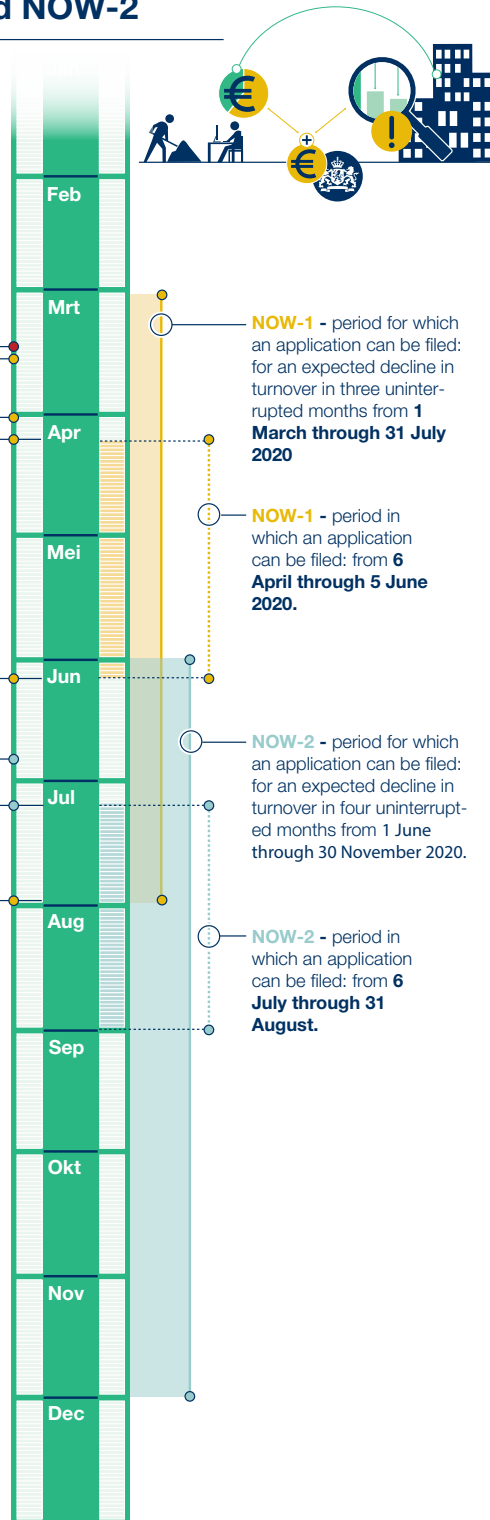 d NOW-2
Feb
Mrt
Apr
Mei
Jun
Jul
Aug
Sep
Okt
Nov
Dec
NOW-1 - period for which
an application can be filed:
for an expected decline in
turnover in three uninter-
rupted months from 1
March through 31 July
2020
NOW-1 - period in
which an application
can be filed: from 6
April through 5 June
2020.
NOW-2 - period for which
an application can be filed:
for an expected decline in
turnover in four uninterrupt-
ed months from 1 June
through 30 November 2020.
NOW-2 - period in
which an application
can be filed: from 6
July through 31
August.